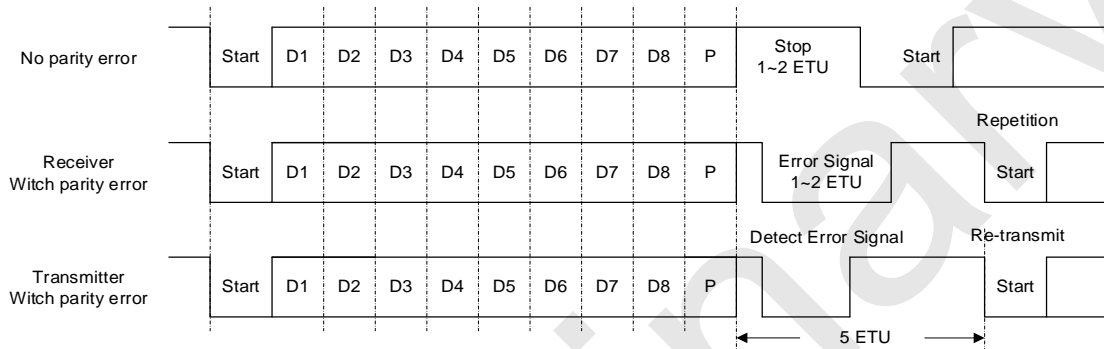 No parity error
Start D1 D2 D3 D4 D5 D6 D7 D8 P Stop
1~2 ETU Start
Repetition
Receiver
Witch parity error
Start D1 D2 D3 D4 D5 D6 D7 D8 P Error Signal
1~2 ETU Start
Detect Error Signal Re-transmit
Transmitter
Witch parity error
Start D1 D2 D3 D4 D5 D6 D7 D8 P Start
5 ETU